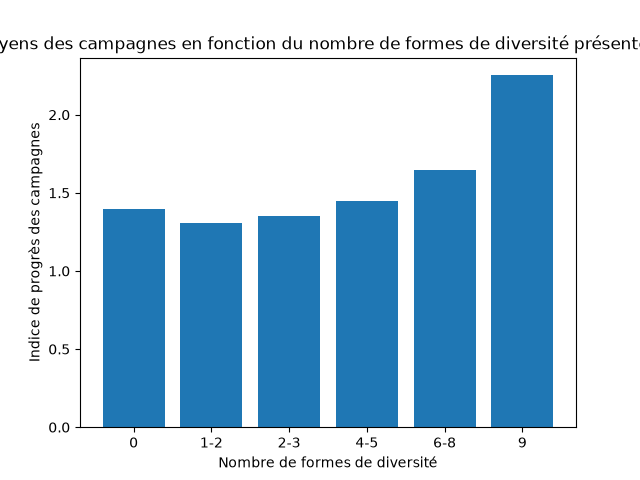 des campagnes en fonction du nombre de formes de diversité
Indice de progrès des campagnes
2.0
1.5
1.0
0.5
0.0
0 1-2 2-3 4-5 6-8 9
Nombre de formes de diversité